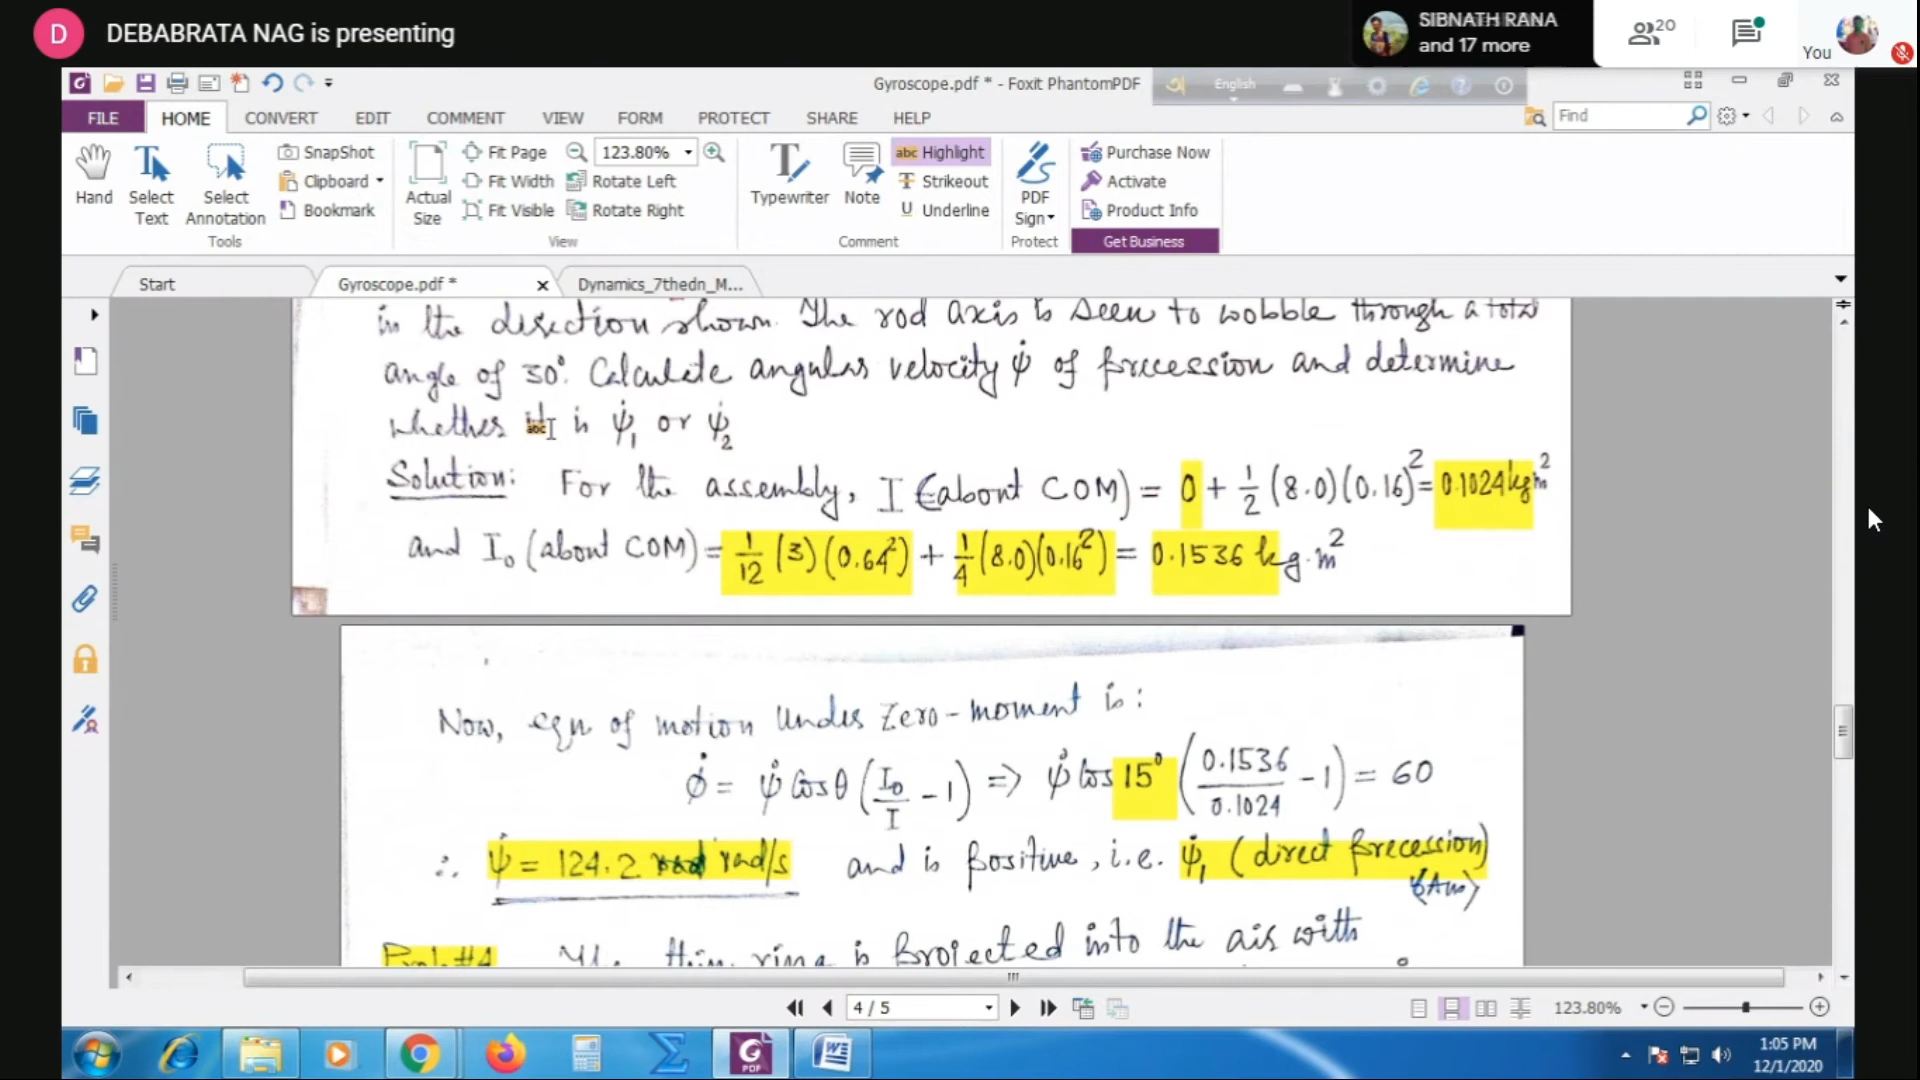 D DEBABRATA NAG is presenting
SIBNATH RANA
and 17 more
20
You
Gyroscope.pdf * - Foxit PhantomPDF
English
FILE HOME CONVERT EDIT COMMENT VIEW FORM PROTECT SHARE HELP
Find
Hand
Select Text
Select Annotation
SnapShot
Clipboard
Bookmark
Tools
Actual Size
Fit Page
Fit Width
Fit Visible
123.80%
Rotate Left
Rotate Right
View
Typewriter
Note
abc Highlight
Strikeout
Underline
Comment
PDF Sign
Protect
Purchase Now
Activate
Product Info
Get Business
Start Gyroscope.pdf * Dynamics_7thedn_M...
in the direction shown. The rod axis is seen to wobble through a total
angle of 30°. Calculate angular velocity ψ̇ of precession and determine
whether is ψ̇₁ or ψ̇₂
Solution: For the assembly, I (about COM) = 0 + 1/2 (8.0)(0.16)² = 0.1024 kg m²
and I₀ (about COM) = 1/12 (3)(0.64²) + 1/4 (8.0)(0.16²) = 0.1536 kg.m²
Now, eqn of motion under Zero-moment is:
ϕ̇ = ψ̇ Cosθ (I₀/I - 1) => ψ̇ Cos 15° (0.1536/0.1024 - 1) = 60
∴ ψ̇ = 124.2 rad/s and is positive, i.e. ψ̇₁ (direct precession)
(Ans)
Prob #4 thin ring is projected into the air with
4 / 5
123.80%
1:05 PM
12/1/2020